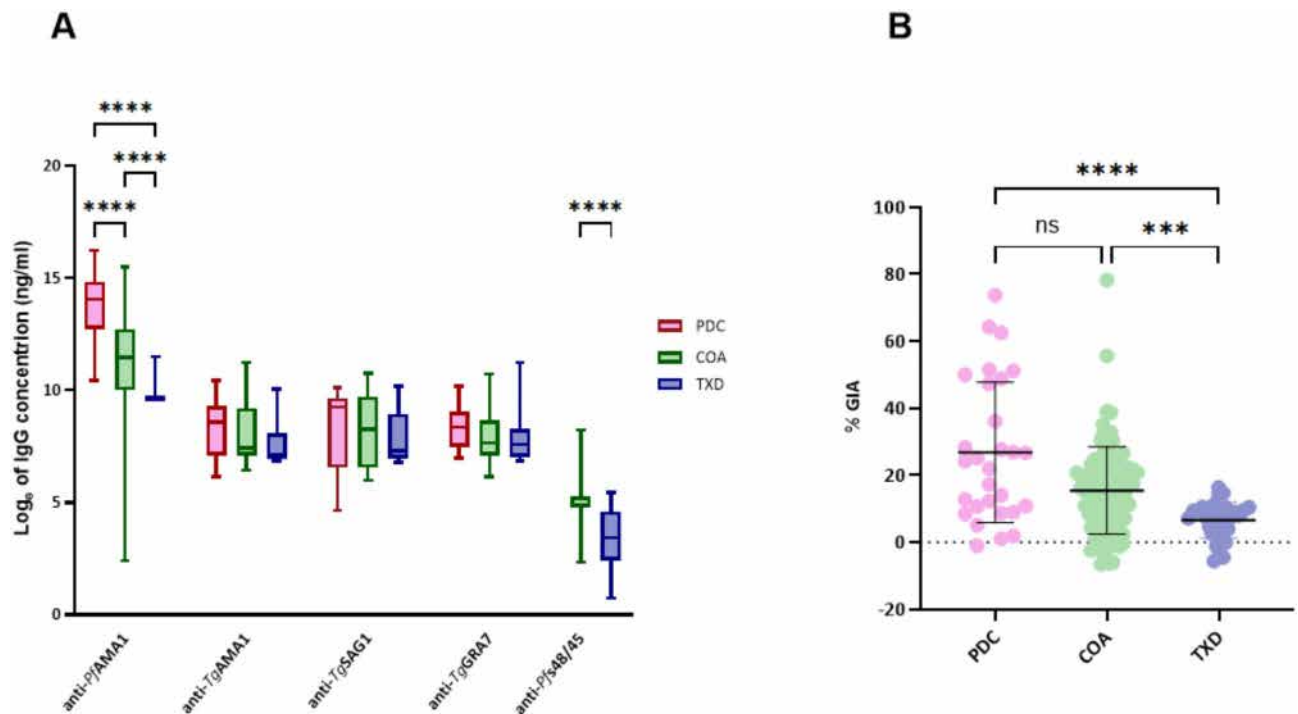 A
B
****
****
****
****
20
15
10
5
0
Logₑ of IgG concentrion (ng/ml)
anti-PfAMA1
anti-TgAMA1
anti-TgSAG1
anti-TgGRA7
anti-Pfs48/45
PDC
COA
TXD
****
ns
***
100
80
60
40
20
0
-20
% GIA
PDC
COA
TXD